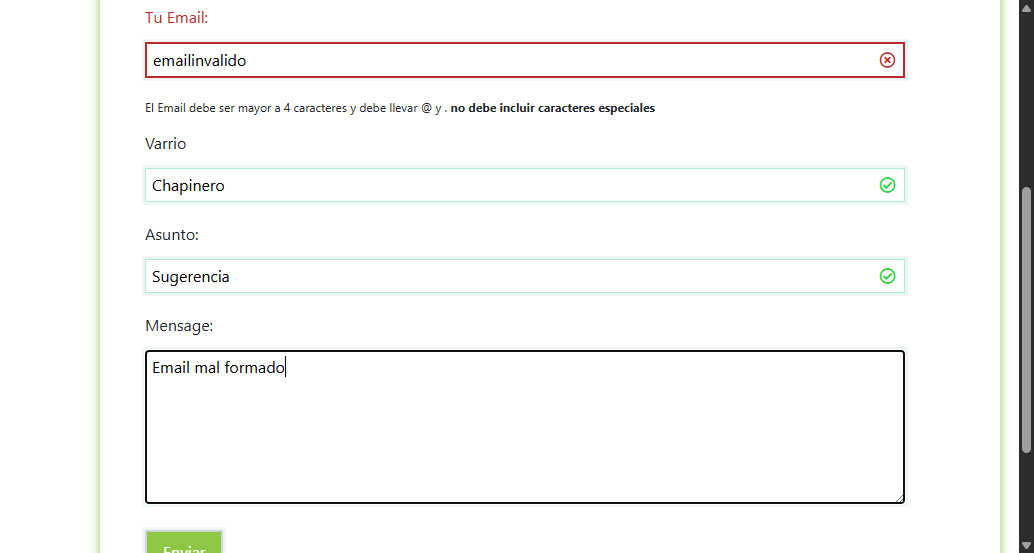 Tu Email:
emailinvalido
El Email debe ser mayor a 4 caracteres y debe llevar @ y . no debe incluir caracteres especiales
Varrio
Chapinero
Asunto:
Sugerencia
Mensage:
Email mal formado
Enviar